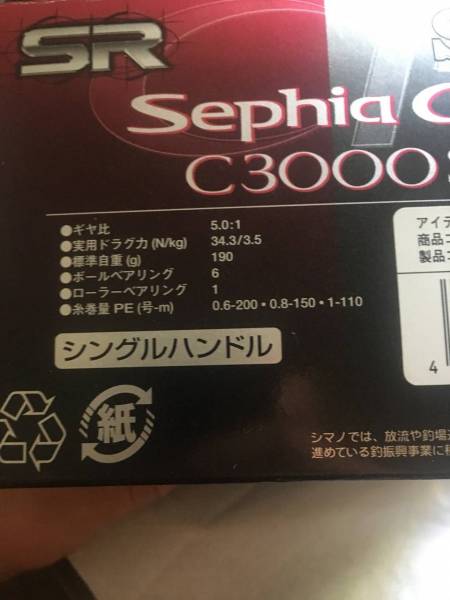 SR
Sephia
C3000
●ギヤ比 5.0:1
●実用ドラグ力 (N/kg) 34.3/3.5
●標準自重 (g) 190
●ボールベアリング 6
●ローラーベアリング 1
●糸巻量 PE (号-m) 0.6-200・0.8-150・1-110
シングルハンドル
アイテ
商品コ
製品コ
4
紙
シマノでは、放流や釣場
進めている釣振興事業に